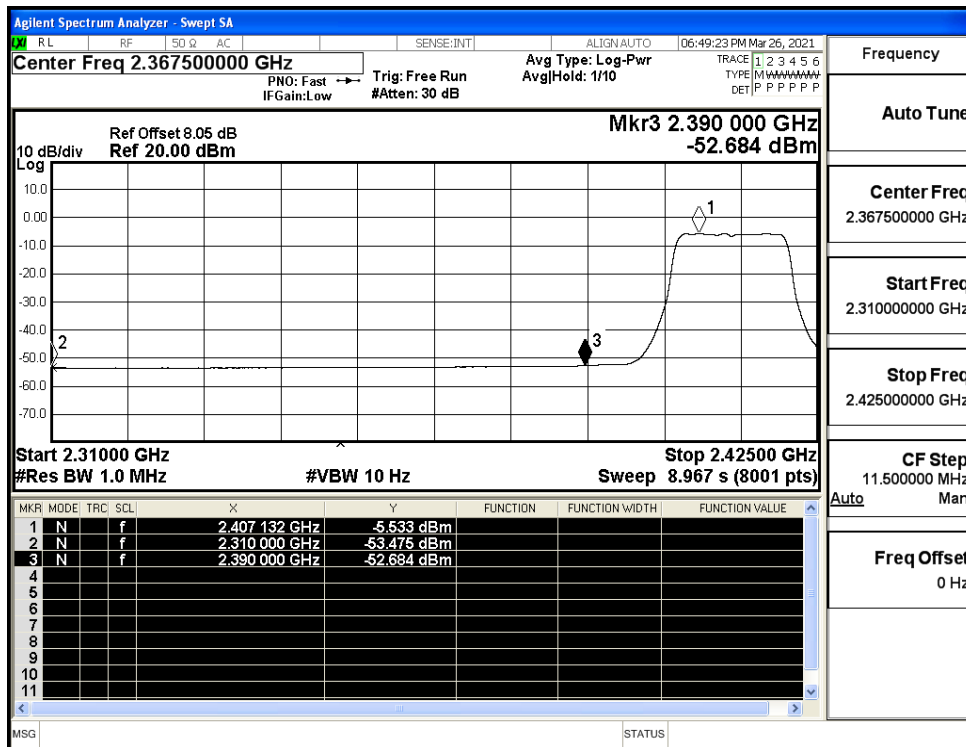 Agilent Spectrum Analyzer - Swept SA
LXI RL RF 50 Ω AC SENSE:INT ALIGN AUTO 06:49:23 PM Mar 26, 2021
Center Freq 2.367500000 GHz
PNO: Fast
IFGain:Low
Trig: Free Run
#Atten: 30 dB
Avg Type: Log-Pwr
Avg|Hold: 1/10
TRACE 1 2 3 4 5 6
TYPE M WWWWW
DET P P P P P P
Ref Offset 8.05 dB
10 dB/div Ref 20.00 dBm
Log
Mkr3 2.390 000 GHz
-52.684 dBm
10.0
0.00
-10.0
-20.0
-30.0
-40.0
-50.0
-60.0
-70.0
1
2
3
Start 2.31000 GHz Stop 2.42500 GHz
#Res BW 1.0 MHz #VBW 10 Hz Sweep 8.967 s (8001 pts)
MKR MODE TRC SCL X Y FUNCTION FUNCTION WIDTH FUNCTION VALUE
1 N f 2.407 132 GHz -5.533 dBm
2 N f 2.310 000 GHz -53.475 dBm
3 N f 2.390 000 GHz -52.684 dBm
4
5
6
7
8
9
10
11
MSG STATUS
Frequency
Auto Tune
Center Freq
2.367500000 GHz
Start Freq
2.310000000 GHz
Stop Freq
2.425000000 GHz
CF Step
11.500000 MHz
Auto Man
Freq Offset
0 Hz